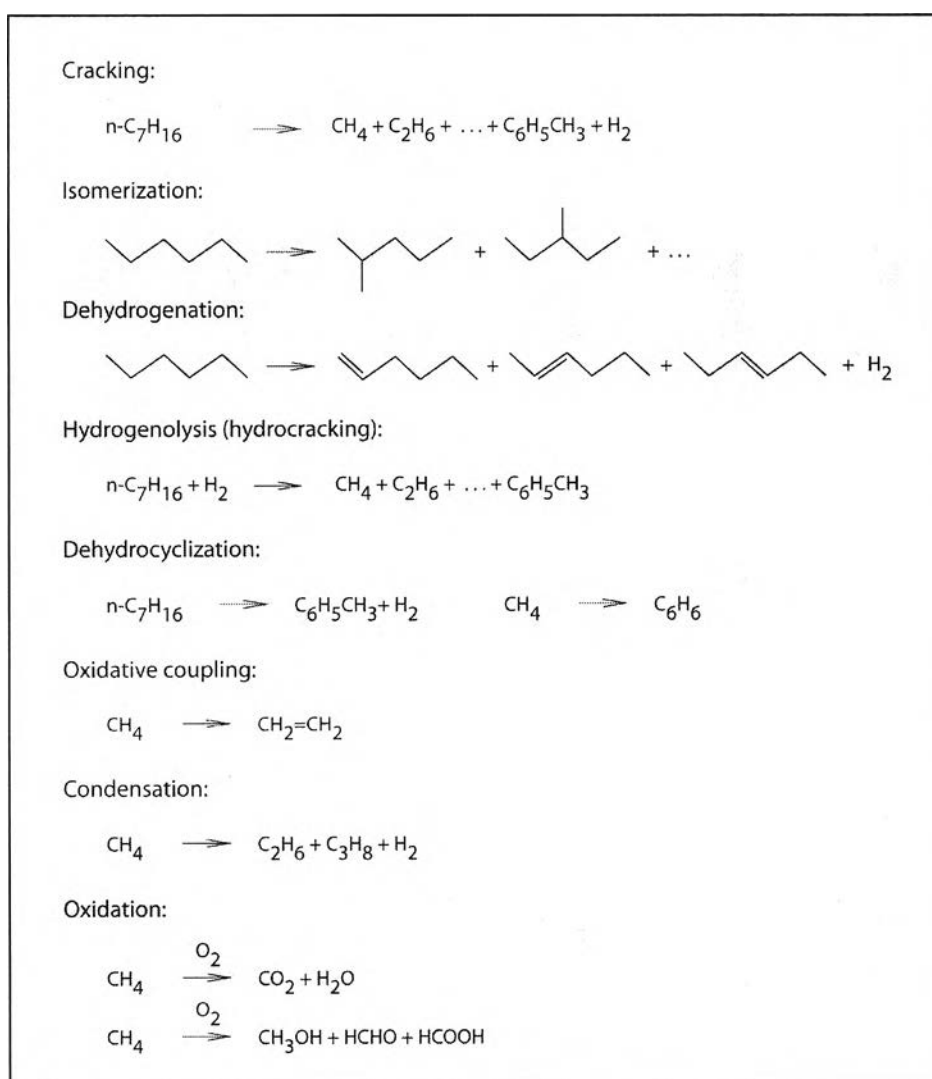 Cracking:
n-C₇H₁₆ → CH₄ + C₂H₆ + ... + C₆H₅CH₃ + H₂
Isomerization:
→ + + ...
Dehydrogenation:
→ + + + H₂
Hydrogenolysis (hydrocracking):
n-C₇H₁₆ + H₂ → CH₄ + C₂H₆ + ... + C₆H₅CH₃
Dehydrocyclization:
n-C₇H₁₆ → C₆H₅CH₃ + H₂ CH₄ → C₆H₆
Oxidative coupling:
CH₄ → CH₂=CH₂
Condensation:
CH₄ → C₂H₆ + C₃H₈ + H₂
Oxidation:
O₂
CH₄ → CO₂ + H₂O
O₂
CH₄ → CH₃OH + HCHO + HCOOH